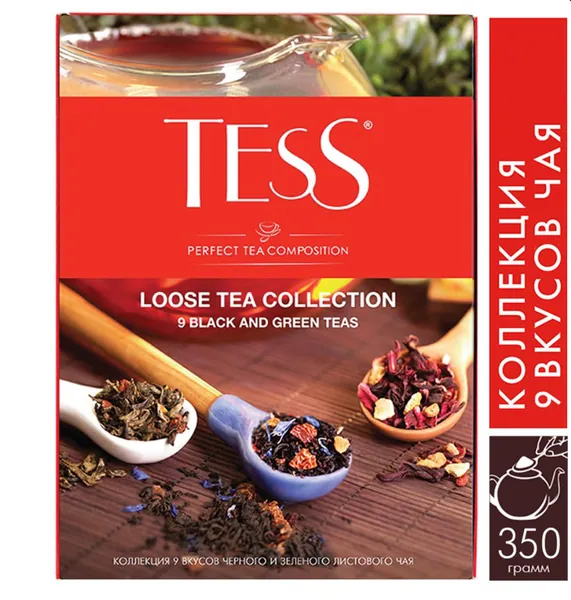 TESS®
PERFECT TEA COMPOSITION
LOOSE TEA COLLECTION
9 BLACK AND GREEN TEAS
КОЛЛЕКЦИЯ 9 ВКУСОВ ЧЕРНОГО И ЗЕЛЕНОГО ЛИСТОВОГО ЧАЯ
КОЛЛЕКЦИЯ
9 ВКУСОВ ЧАЯ
350
грамм